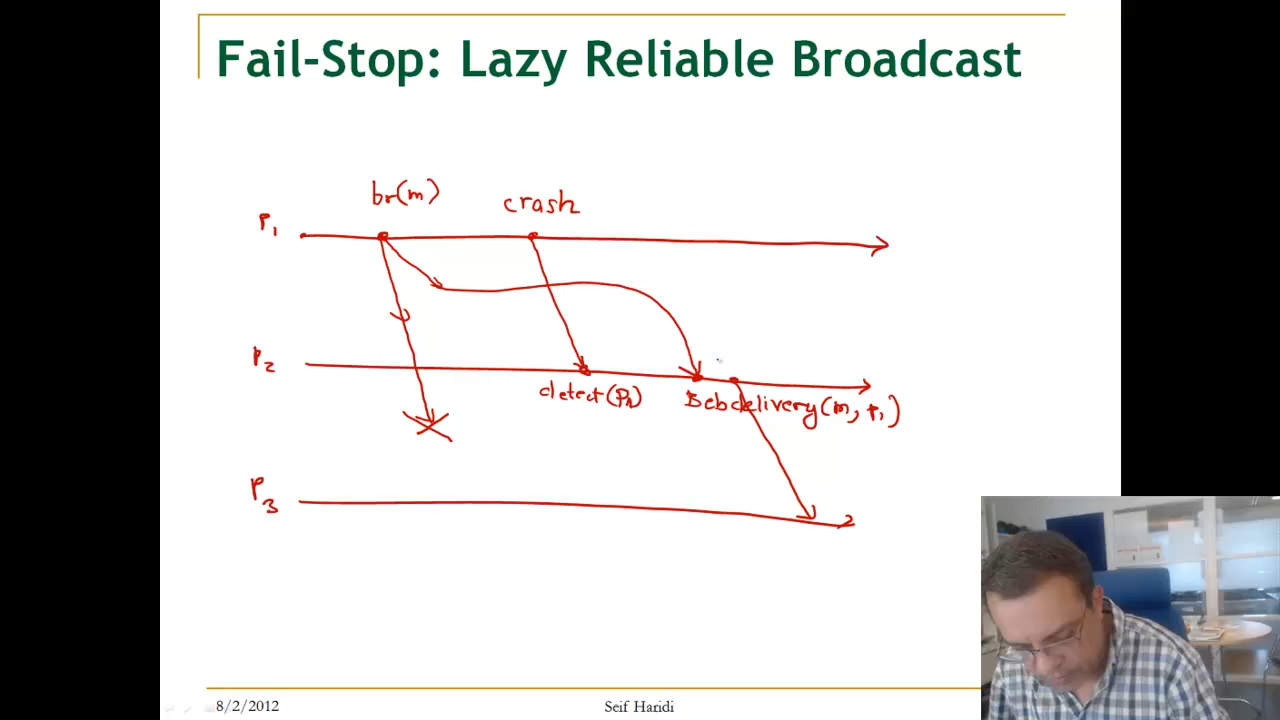 Fail-Stop: Lazy Reliable Broadcast
br(m)
crash
P1
P2
detect(P1)
Bebdelivery(m, P1)
P3
8/2/2012
Seif Haridi